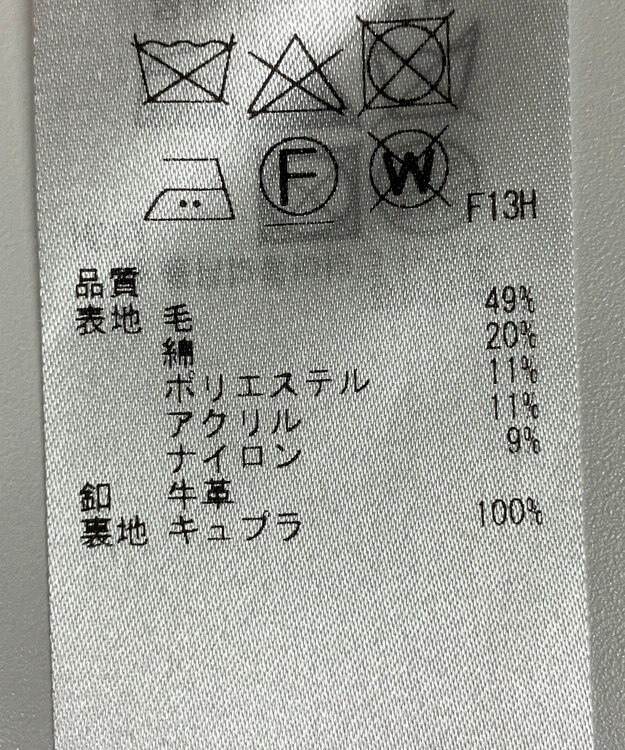 F W F13H
品質
表地 毛 49%
綿 20%
ポリエステル 11%
アクリル 11%
ナイロン 9%
釦 牛革
裏地 キュプラ 100%